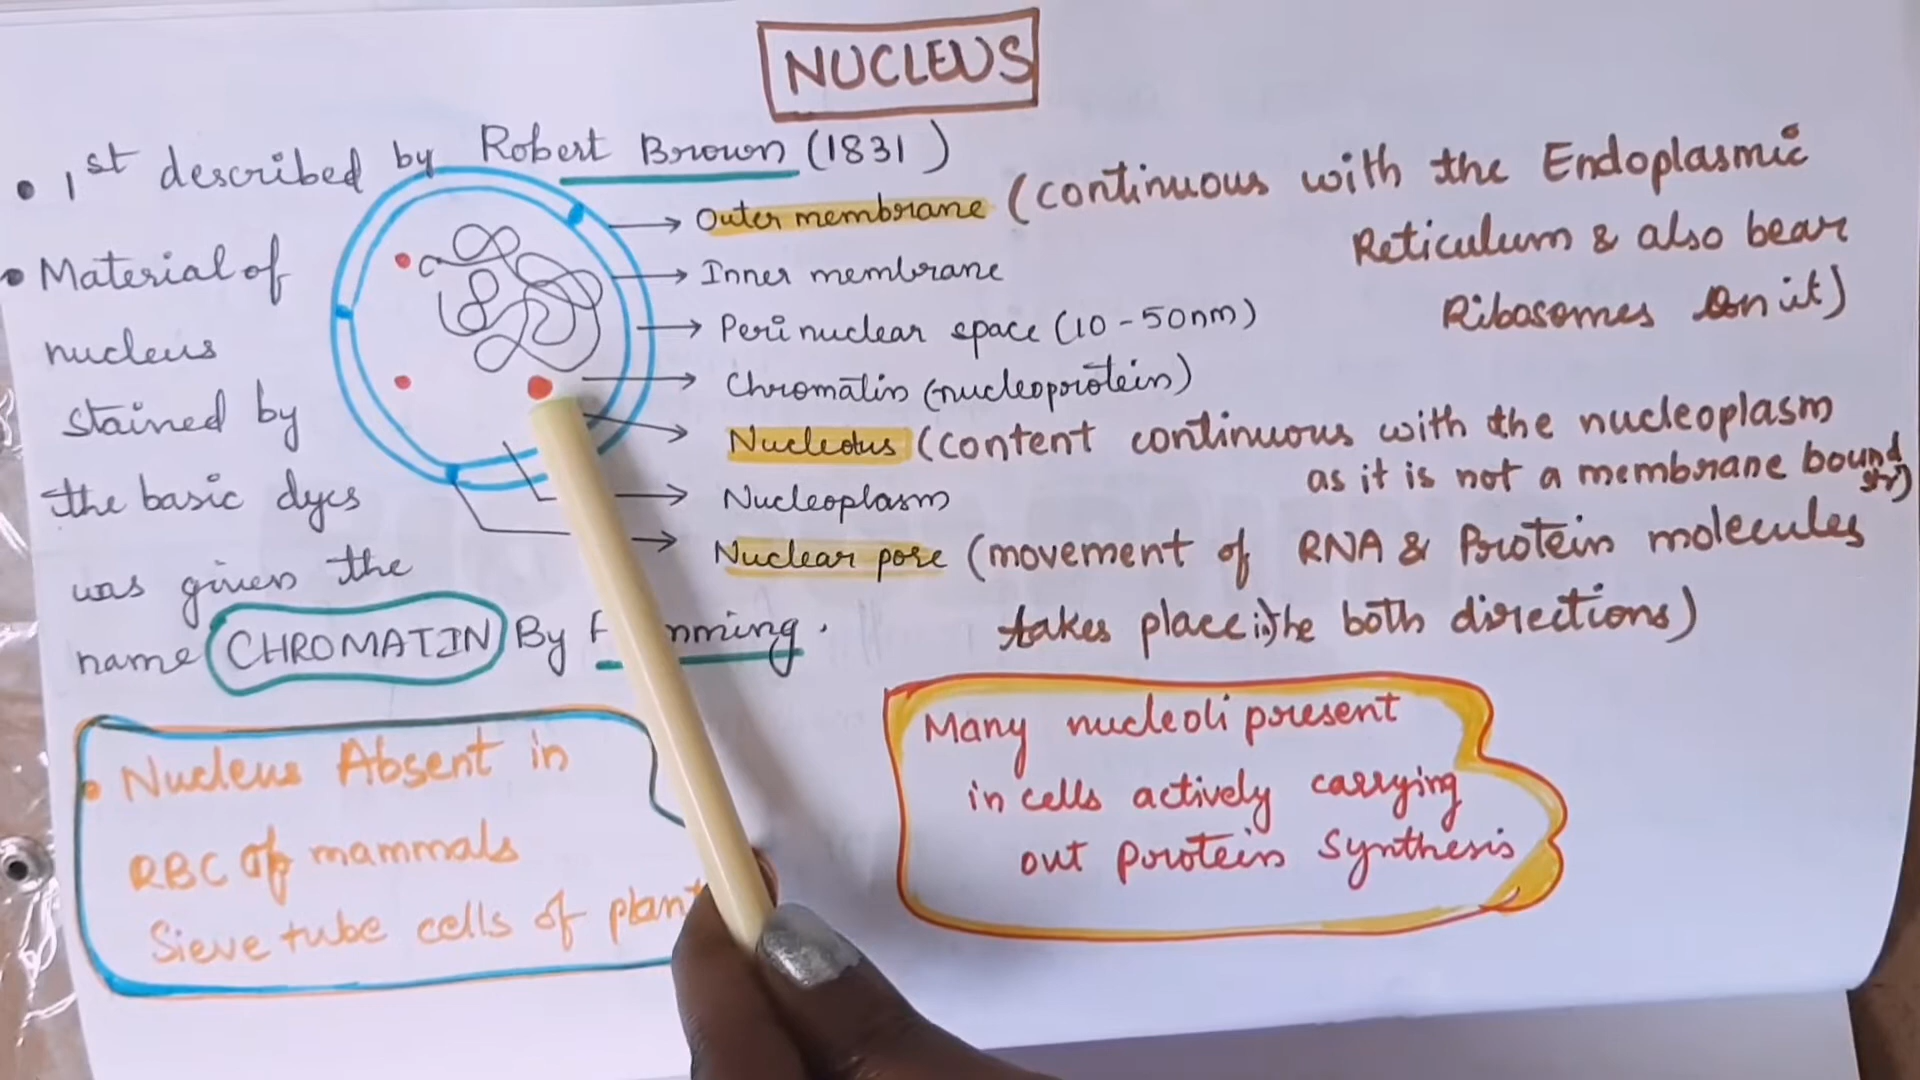 NUCLEUS
• 1st described by Robert Brown (1831)
• Material of
nucleus
stained by
the basic dyes
was given the
name CHROMATIN By
Outer membrane (continuous with the Endoplasmic
Reticulum & also bear
Ribosomes on it)
Inner membrane
Perinuclear space (10-50nm)
Chromatin (nucleoprotein)
Nucleolus (content continuous with the nucleoplasm
as it is not a membrane bound
str)
Nucleoplasm
Nuclear pore (movement of RNA & Protein molecules
takes place in the both directions)
• Nucleus Absent in
RBC of mammals
Sieve tube cells of plant
Many nucleoli present
in cells actively carrying
out protein synthesis